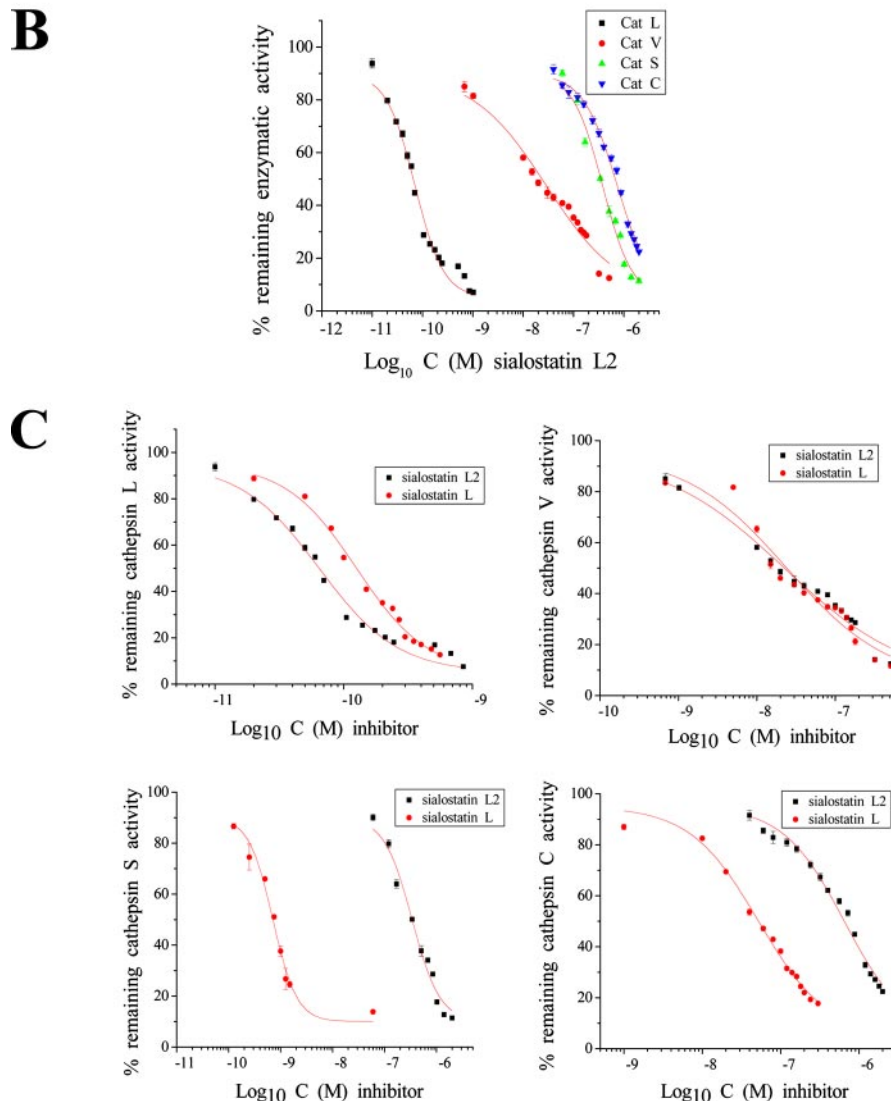 B
% remaining enzymatic activity
100
80
60
40
20
0
-12 -11 -10 -9 -8 -7 -6
Log10 C (M) sialostatin L2
Cat L
Cat V
Cat S
Cat C
C
% remaining cathepsin L activity
100
80
60
40
20
0
-11 -10 -9
Log10 C (M) inhibitor
sialostatin L2
sialostatin L
% remaining cathepsin V activity
100
80
60
40
20
0
-10 -9 -8 -7
Log10 C (M) inhibitor
sialostatin L2
sialostatin L
% remaining cathepsin S activity
100
80
60
40
20
0
-10 -9 -8 -7 -6
Log10 C (M) inhibitor
sialostatin L2
sialostatin L
% remaining cathepsin C activity
100
80
60
40
20
0
-9 -8 -7 -6
Log10 C (M) inhibitor
sialostatin L2
sialostatin L